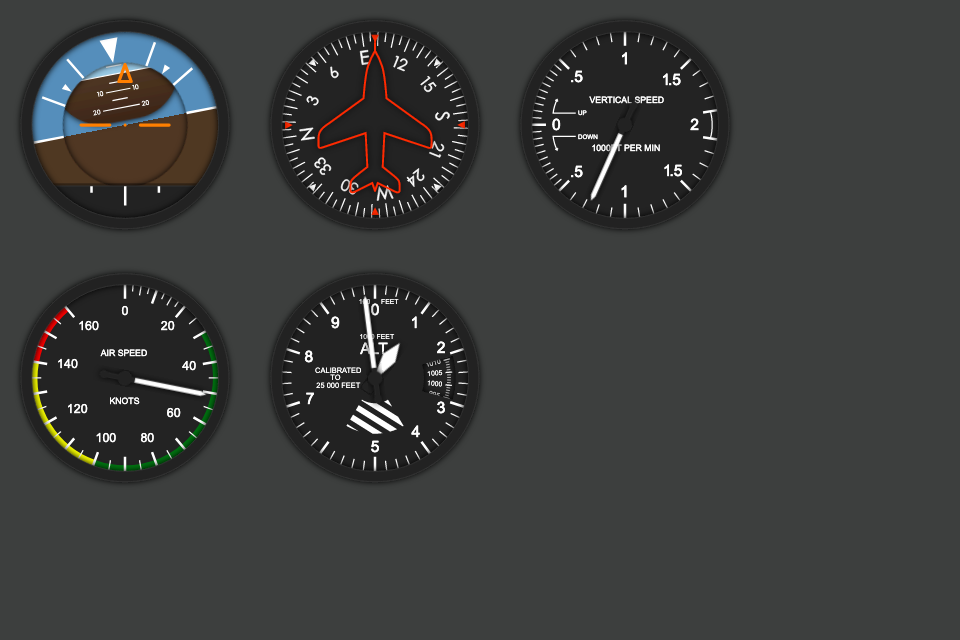 10 10
20 20
E
12
15
S
21
24
W
30
33
N
3
6
1
.5 1.5
VERTICAL SPEED
UP
0 2
DOWN
1000FT PER MIN
.5 1.5
1
0
160 20
AIR SPEED
140 40
KNOTS
120 60
100 80
100 FEET
0
9 1
1000 FEET
ALT
8 2
CALIBRATED
TO
25 000 FEET
1010
1005
1000
7 3
4
5